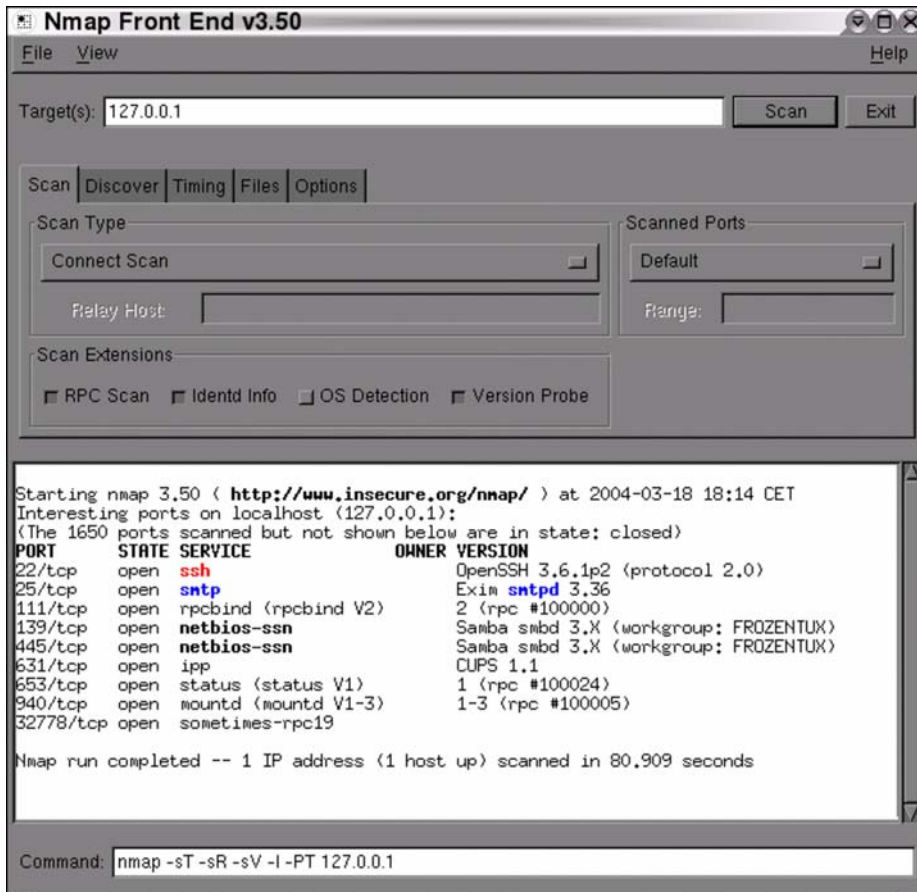 Nmap Front End v3.50
File View Help
Target(s): 127.0.0.1 Scan Exit
Scan Discover Timing Files Options
Scan Type Scanned Ports
Connect Scan Default
Relay Host: Range:
Scan Extensions
RPC Scan Identd Info OS Detection Version Probe
Starting nmap 3.50 ( http://www.insecure.org/nmap/ ) at 2004-03-18 18:14 CET
Interesting ports on localhost (127.0.0.1):
(The 1650 ports scanned but not shown below are in state: closed)
PORT STATE SERVICE OWNER VERSION
22/tcp open ssh OpenSSH 3.6.1p2 (protocol 2.0)
25/tcp open smtp Exim smtpd 3.36
111/tcp open rpcbind (rpcbind V2) 2 (rpc #100000)
139/tcp open netbios-ssn Samba smbd 3.X (workgroup: FROZENTUX)
445/tcp open netbios-ssn Samba smbd 3.X (workgroup: FROZENTUX)
631/tcp open ipp CUPS 1.1
653/tcp open status (status V1) 1 (rpc #100024)
940/tcp open mountd (mountd V1-3) 1-3 (rpc #100005)
32778/tcp open sometimes-rpc19
Nmap run completed -- 1 IP address (1 host up) scanned in 80.909 seconds
Command: nmap -sT -sR -sV -I -PT 127.0.0.1